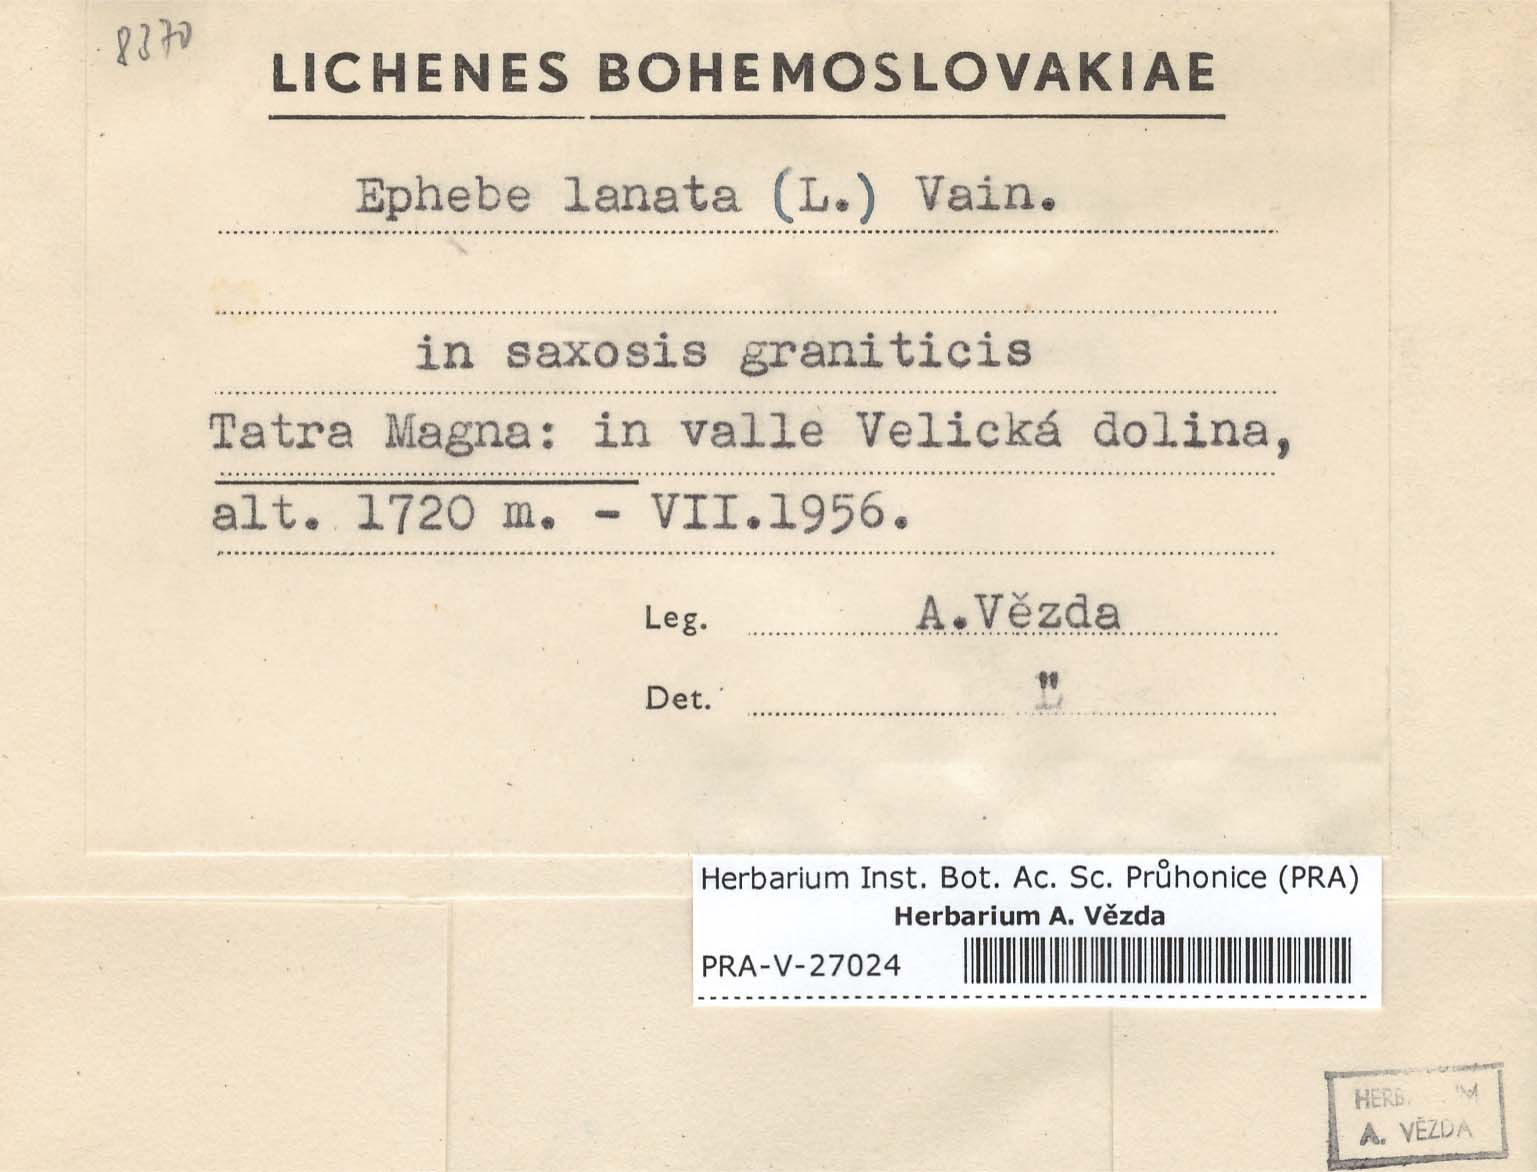 8370
LICHENES BOHEMOSLOVAKIAE
Ephebe lanata (L.) Vain.
in saxosis graniticis
Tatra Magna: in valle Velická dolina,
alt. 1720 m. - VII.1956.
Leg. A.Vězda
Det. "
Herbarium Inst. Bot. Ac. Sc. Průhonice (PRA)
Herbarium A. Vězda
PRA-V-27024
A. VĚZDA